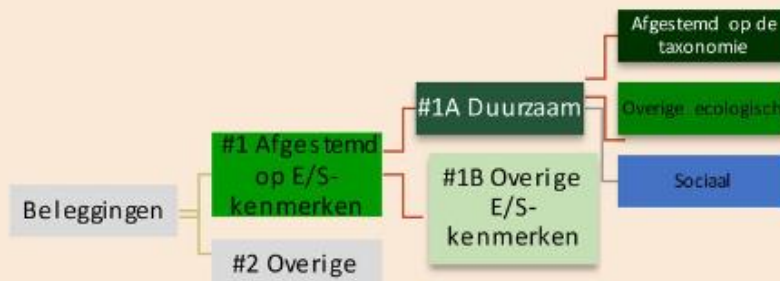 Afgestemd op de
taxonomie
#1A Duurzaam
Overige ecologisch
#1 Afgestemd
op E/S-
kenmerken
#1B Overige
E/S-
kenmerken
Sociaal
Beleggingen
#2 Overige